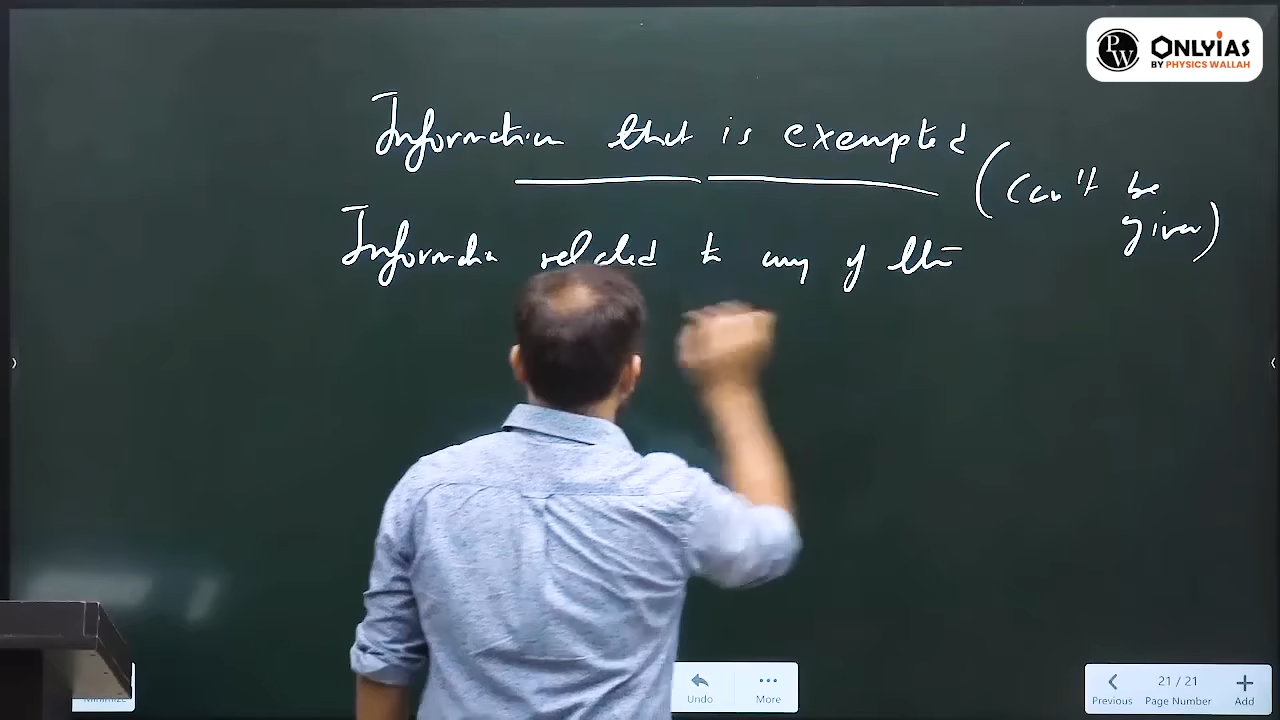 PW ONLYIAS
BY PHYSICS WALLAH
Information that is exempted
(Can't be
given)
Information related to any of the
Undo
More
Previous
21 / 21
Page Number
Add